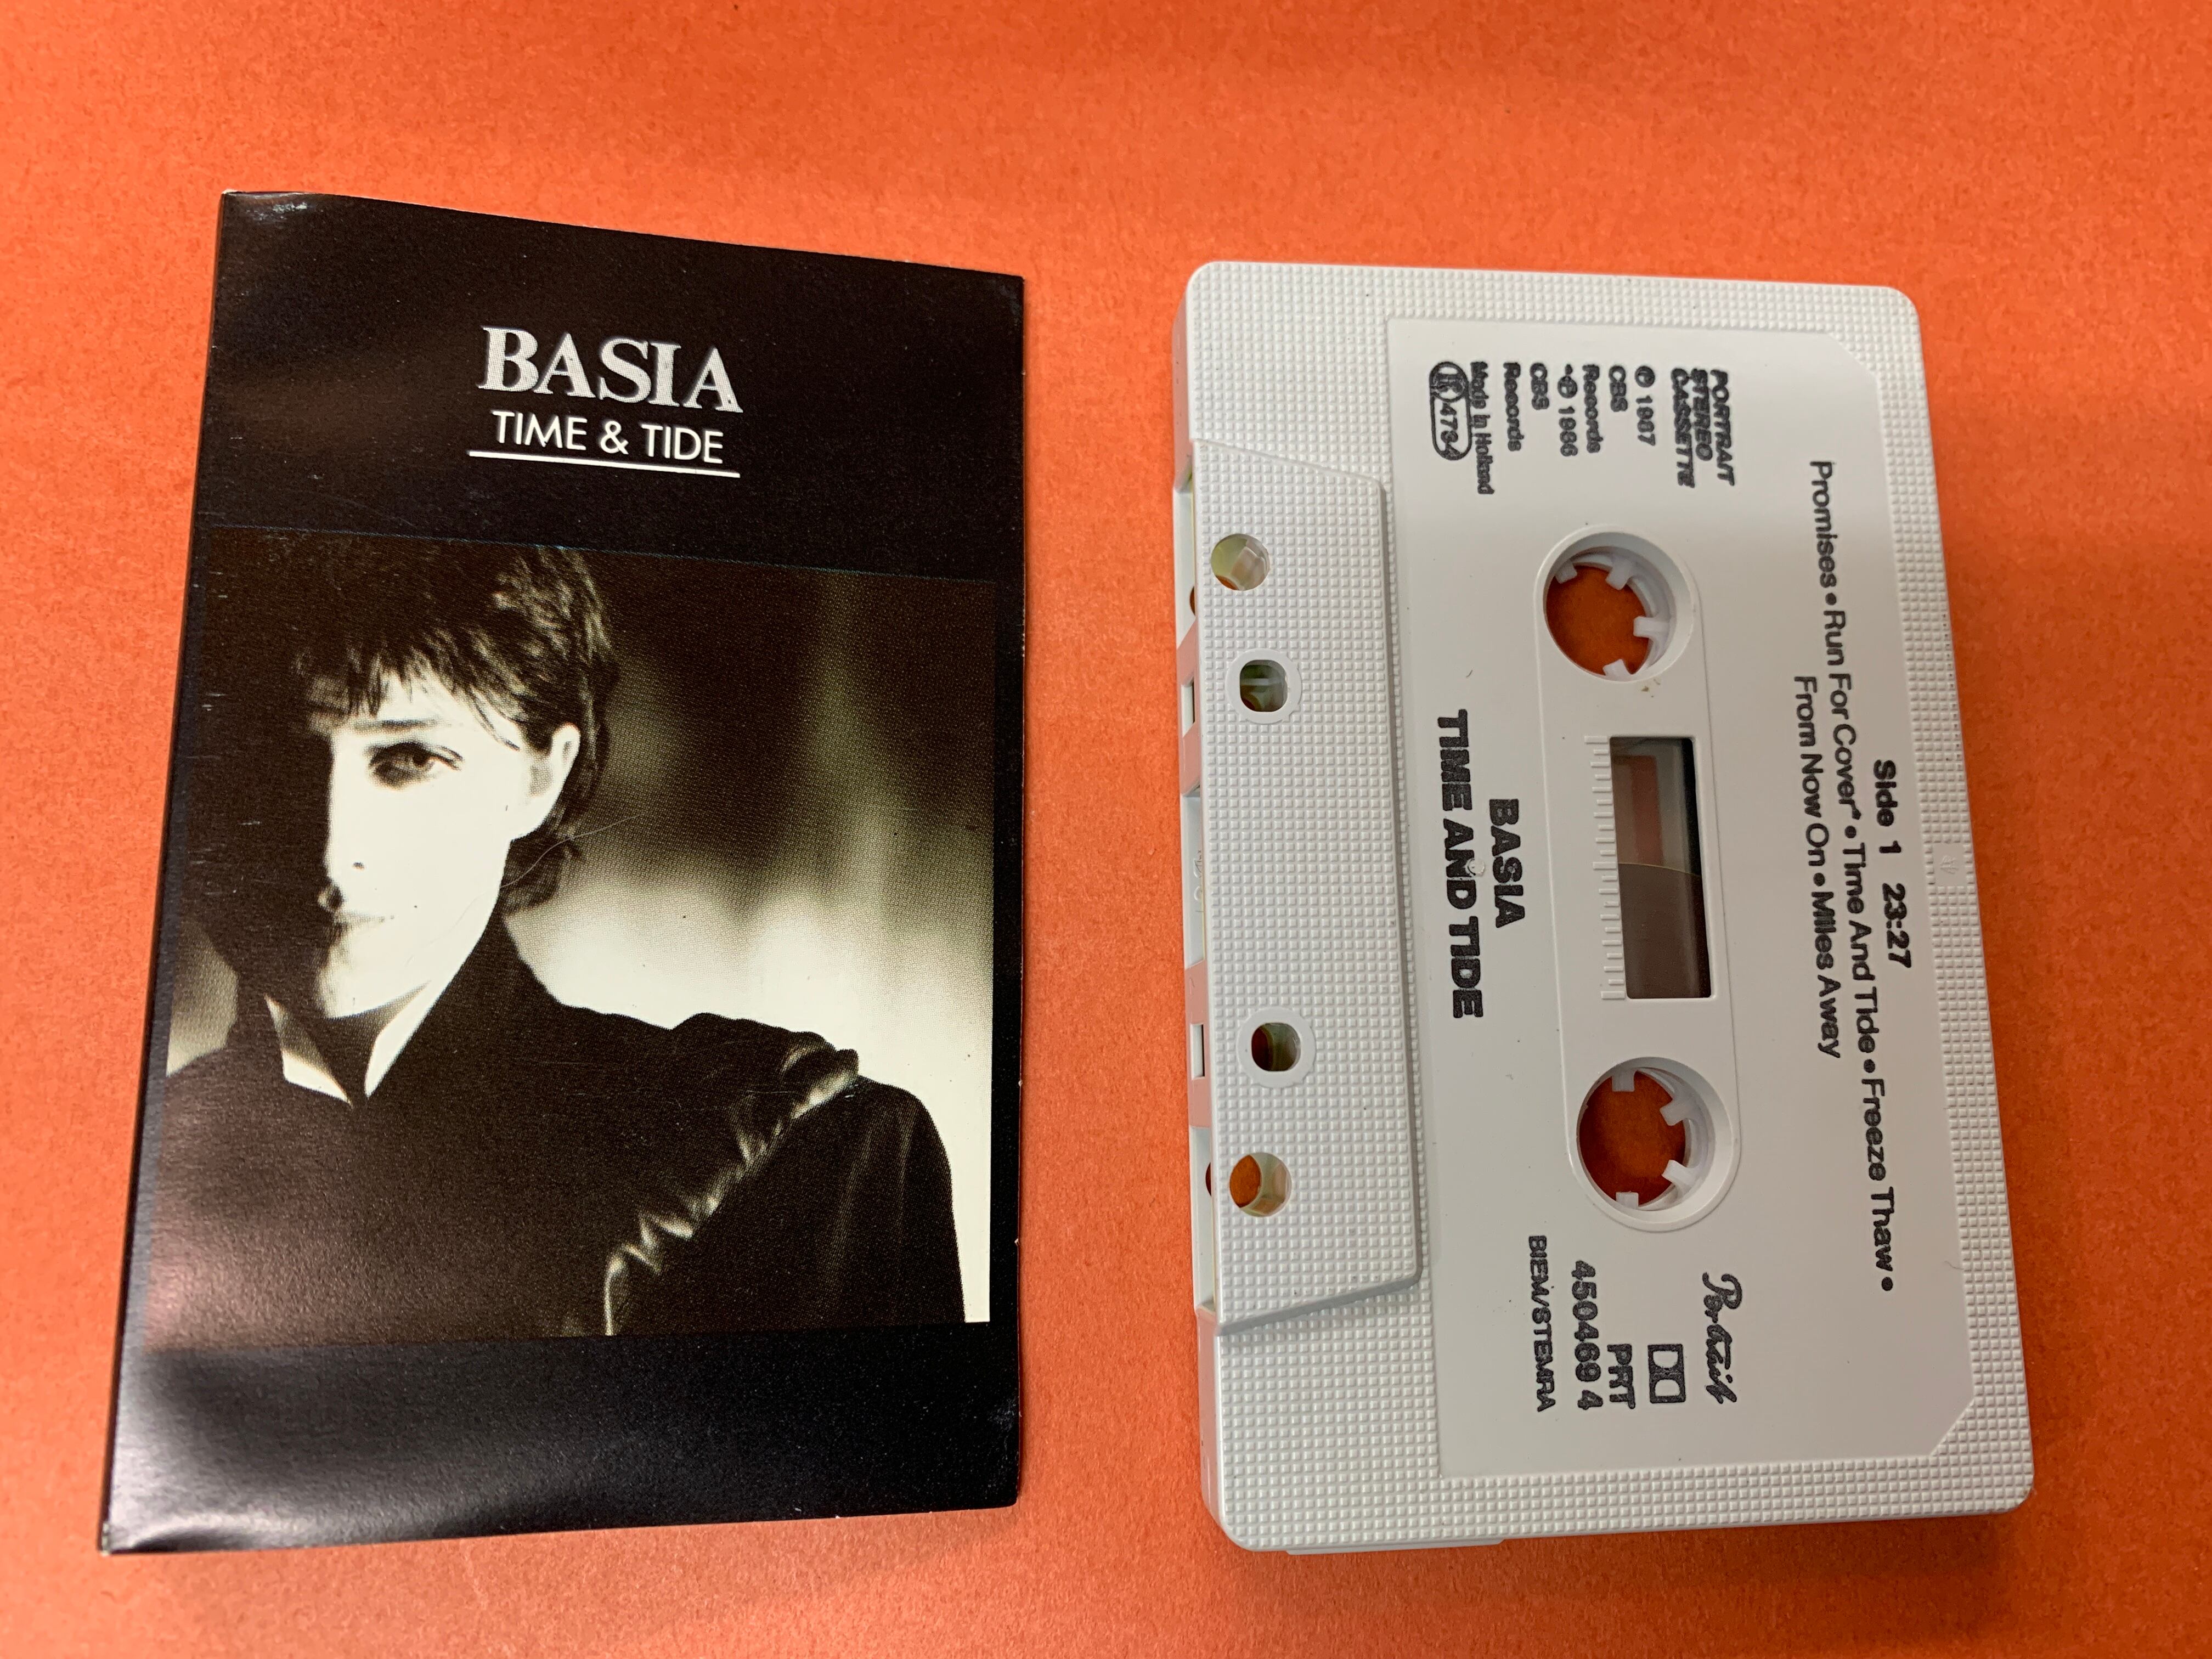 BASIA
TIME & TIDE
Side 1 23:27
Promises • Run For Cover* • Time And Tide • Freeze Thaw •
From Now On • Miles Away
PORTRAIT
STEREO
CASSETTE
℗ 1987
CBS
Records
*℗ 1986
CBS
Records
Made in Holland
Portrait
PRT
450469 4
BIEM/STEMRA
BASIA
TIME AND TIDE